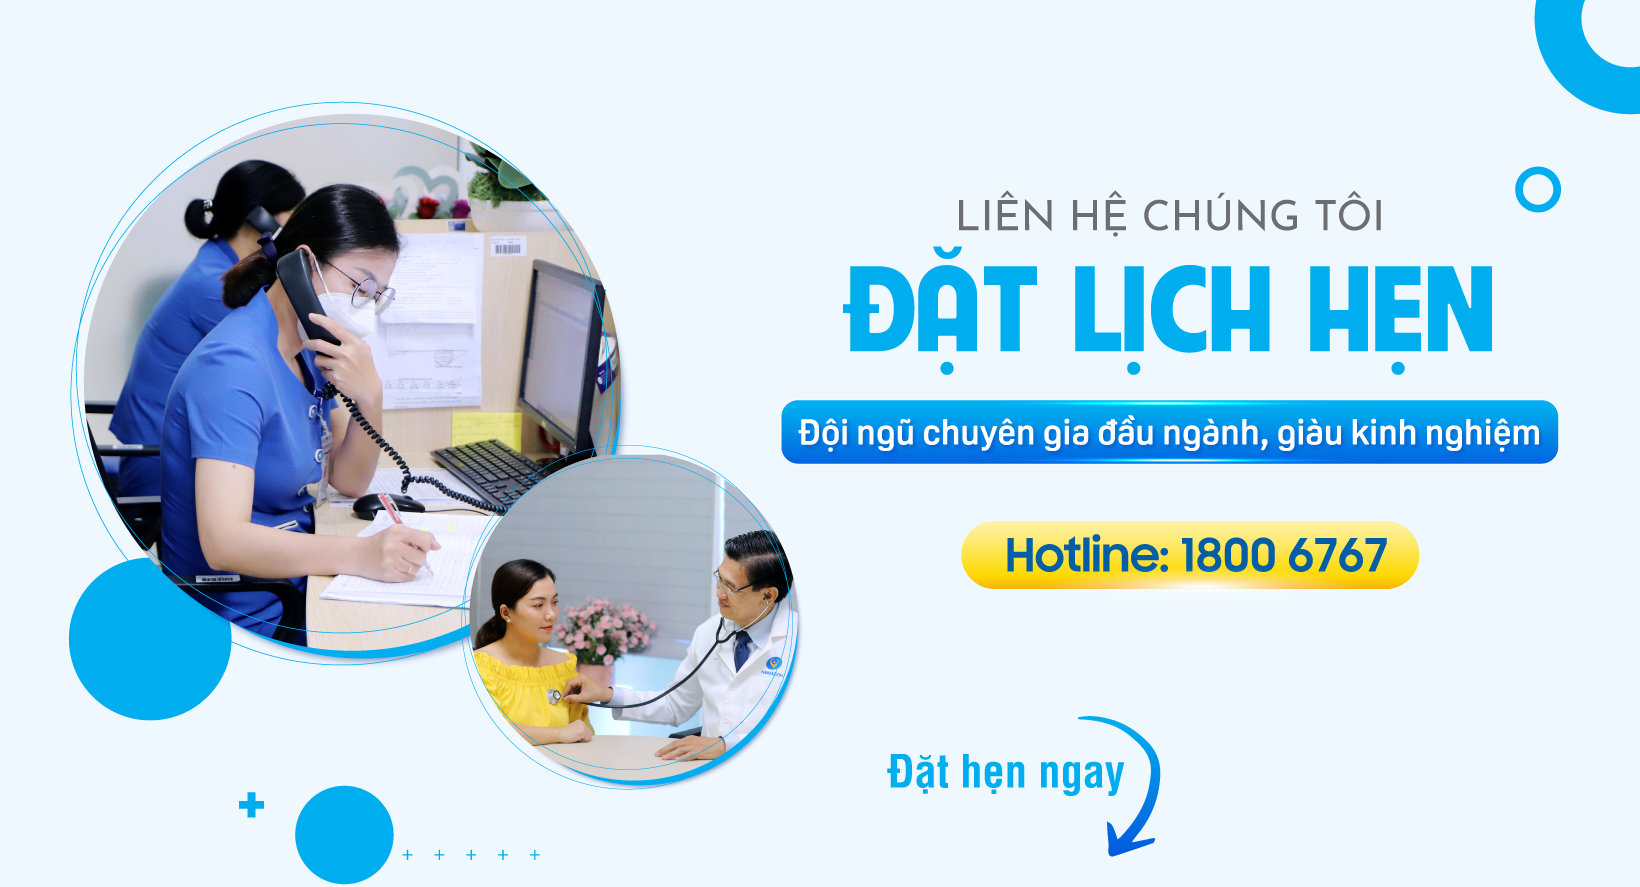 LIÊN HỆ CHÚNG TÔI
ĐẶT LỊCH HẸN
Đội ngũ chuyên gia đầu ngành, giàu kinh nghiệm
Hotline: 1800 6767
Đặt hẹn ngay